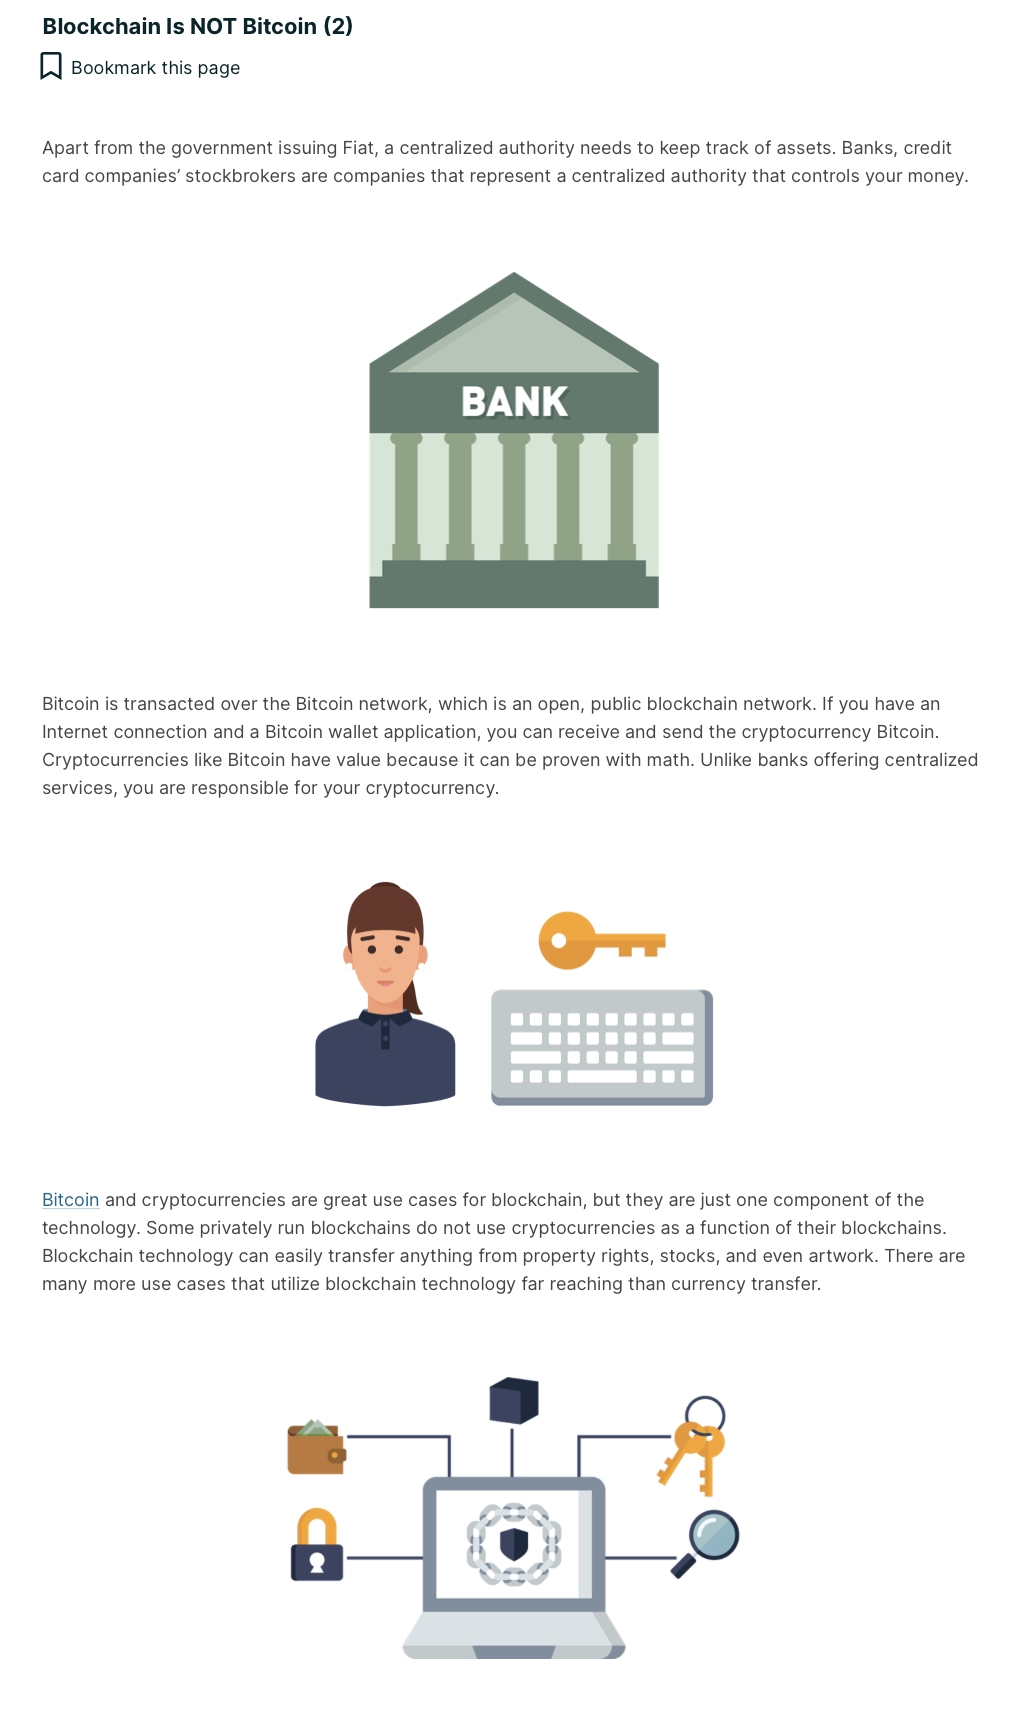 Blockchain Is NOT Bitcoin (2)
Bookmark this page
Apart from the government issuing Fiat, a centralized authority needs to keep track of assets. Banks, credit
card companies’ stockbrokers are companies that represent a centralized authority that controls your money.
BANK
Bitcoin is transacted over the Bitcoin network, which is an open, public blockchain network. If you have an
Internet connection and a Bitcoin wallet application, you can receive and send the cryptocurrency Bitcoin.
Cryptocurrencies like Bitcoin have value because it can be proven with math. Unlike banks offering centralized
services, you are responsible for your cryptocurrency.
Bitcoin and cryptocurrencies are great use cases for blockchain, but they are just one component of the
technology. Some privately run blockchains do not use cryptocurrencies as a function of their blockchains.
Blockchain technology can easily transfer anything from property rights, stocks, and even artwork. There are
many more use cases that utilize blockchain technology far reaching than currency transfer.